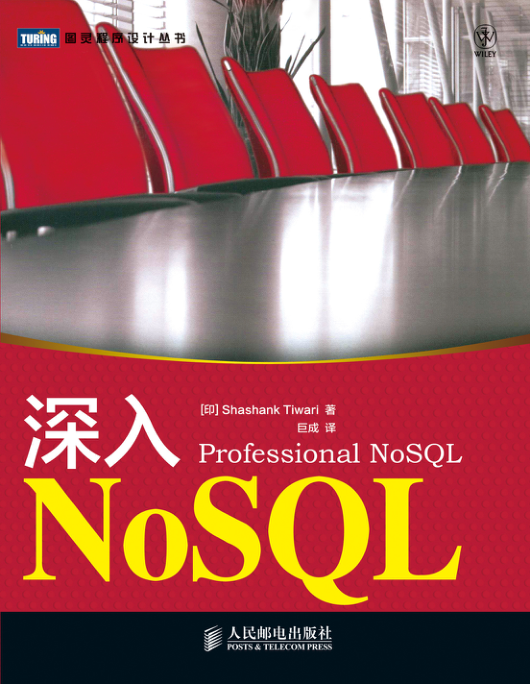 TURING
图灵程序设计丛书
WILEY
[印] Shashank Tiwari 著
巨成 译
深入
Professional NoSQL
NoSQL
人民邮电出版社
POSTS & TELECOM PRESS